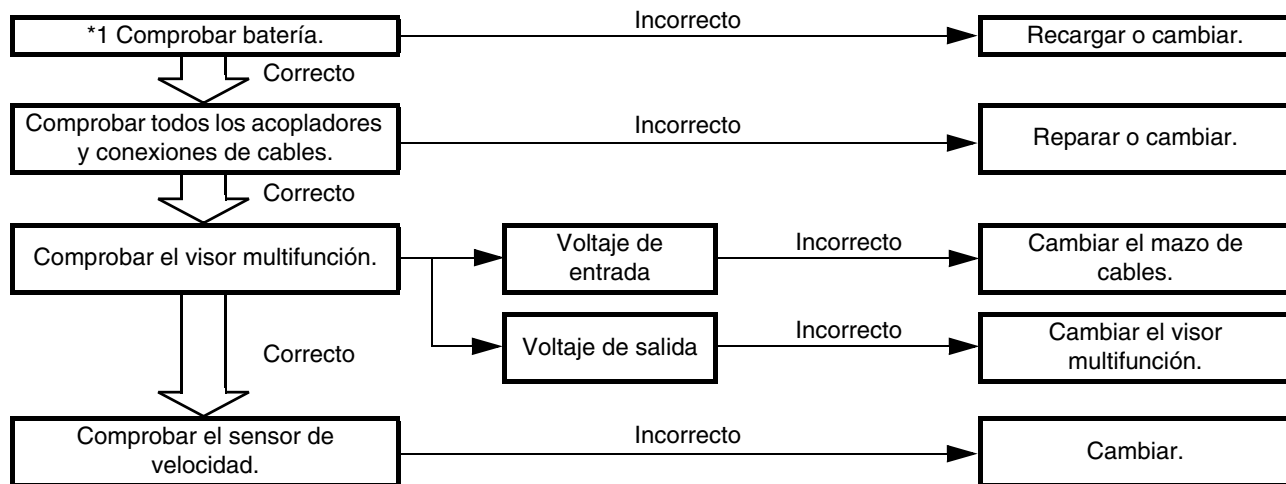 *1 Comprobar batería.
Incorrecto
Recargar o cambiar.
Correcto
Comprobar todos los acopladores
y conexiones de cables.
Incorrecto
Reparar o cambiar.
Correcto
Comprobar el visor multifunción.
Voltaje de
entrada
Incorrecto
Cambiar el mazo de
cables.
Voltaje de salida
Incorrecto
Cambiar el visor
multifunción.
Correcto
Comprobar el sensor de
velocidad.
Incorrecto
Cambiar.